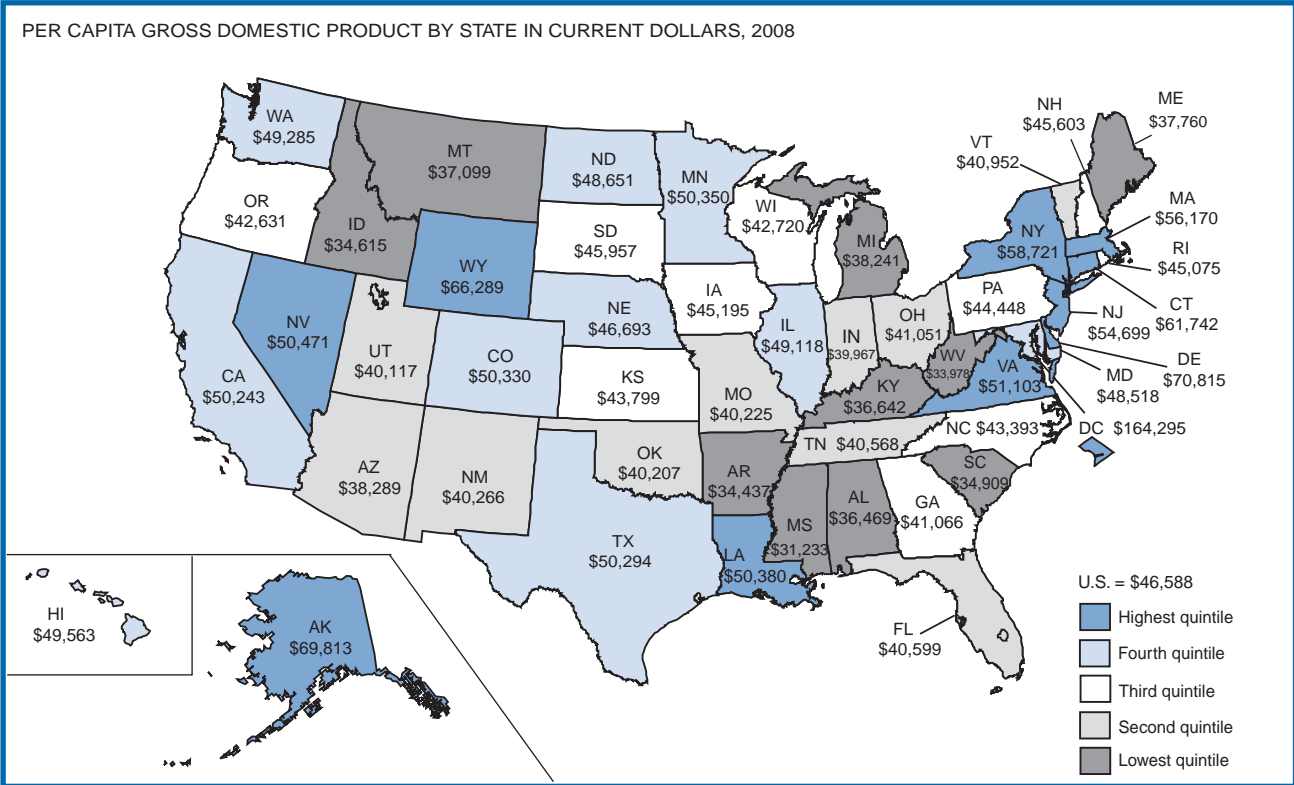 PER CAPITA GROSS DOMESTIC PRODUCT BY STATE IN CURRENT DOLLARS, 2008
WA
$49,285
OR
$42,631
CA
$50,243
NV
$50,471
ID
$34,615
MT
$37,099
WY
$66,289
UT
$40,117
AZ
$38,289
CO
$50,330
NM
$40,266
ND
$48,651
SD
$45,957
NE
$46,693
KS
$43,799
OK
$40,207
TX
$50,294
MN
$50,350
IA
$45,195
MO
$40,225
AR
$34,437
LA
$50,380
WI
$42,720
IL
$49,118
MI
$38,241
IN
$39,967
OH
$41,051
KY
$36,642
TN $40,568
MS
$31,233
AL
$36,469
GA
$41,066
FL
$40,599
SC
$34,909
NC $43,393
VA
$51,103
WV
$33,978
PA
$44,448
NY
$58,721
VT
$40,952
NH
$45,603
ME
$37,760
MA
$56,170
RI
$45,075
CT
$61,742
NJ
$54,699
DE
$70,815
MD
$48,518
DC $164,295
HI
$49,563
AK
$69,813
U.S. = $46,588
Highest quintile
Fourth quintile
Third quintile
Second quintile
Lowest quintile